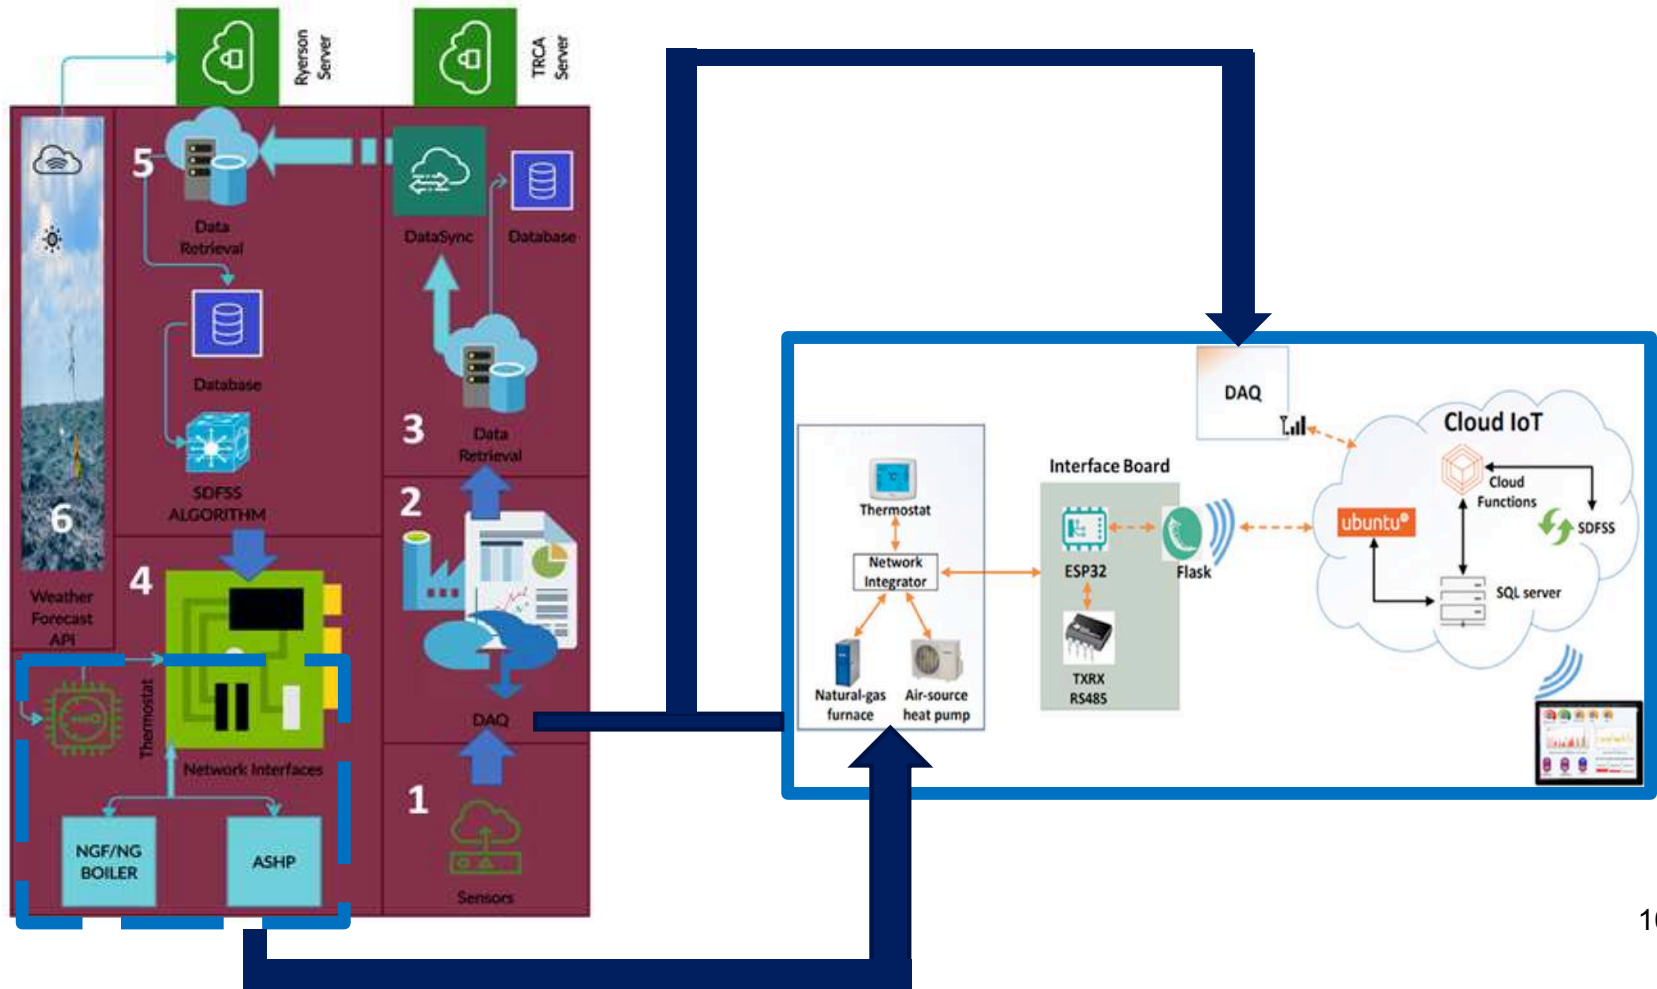 Ryerson
Server
TRCA
Server
5
Data
Retrieval
DataSync
Database
Database
3
Data
Retrieval
SDFSS
ALGORITHM
6
Weather
Forecast
API
4
2
Thermostat
Network Interfaces
DAQ
1
NGF/NG
BOILER
ASHP
Sensors
DAQ
Cloud IoT
Interface Board
Thermostat
Cloud
Functions
ubuntu
SDFSS
Network
Integrator
ESP32
Flask
SQL server
Natural-gas
furnace
Air-source
heat pump
TXRX
RS485